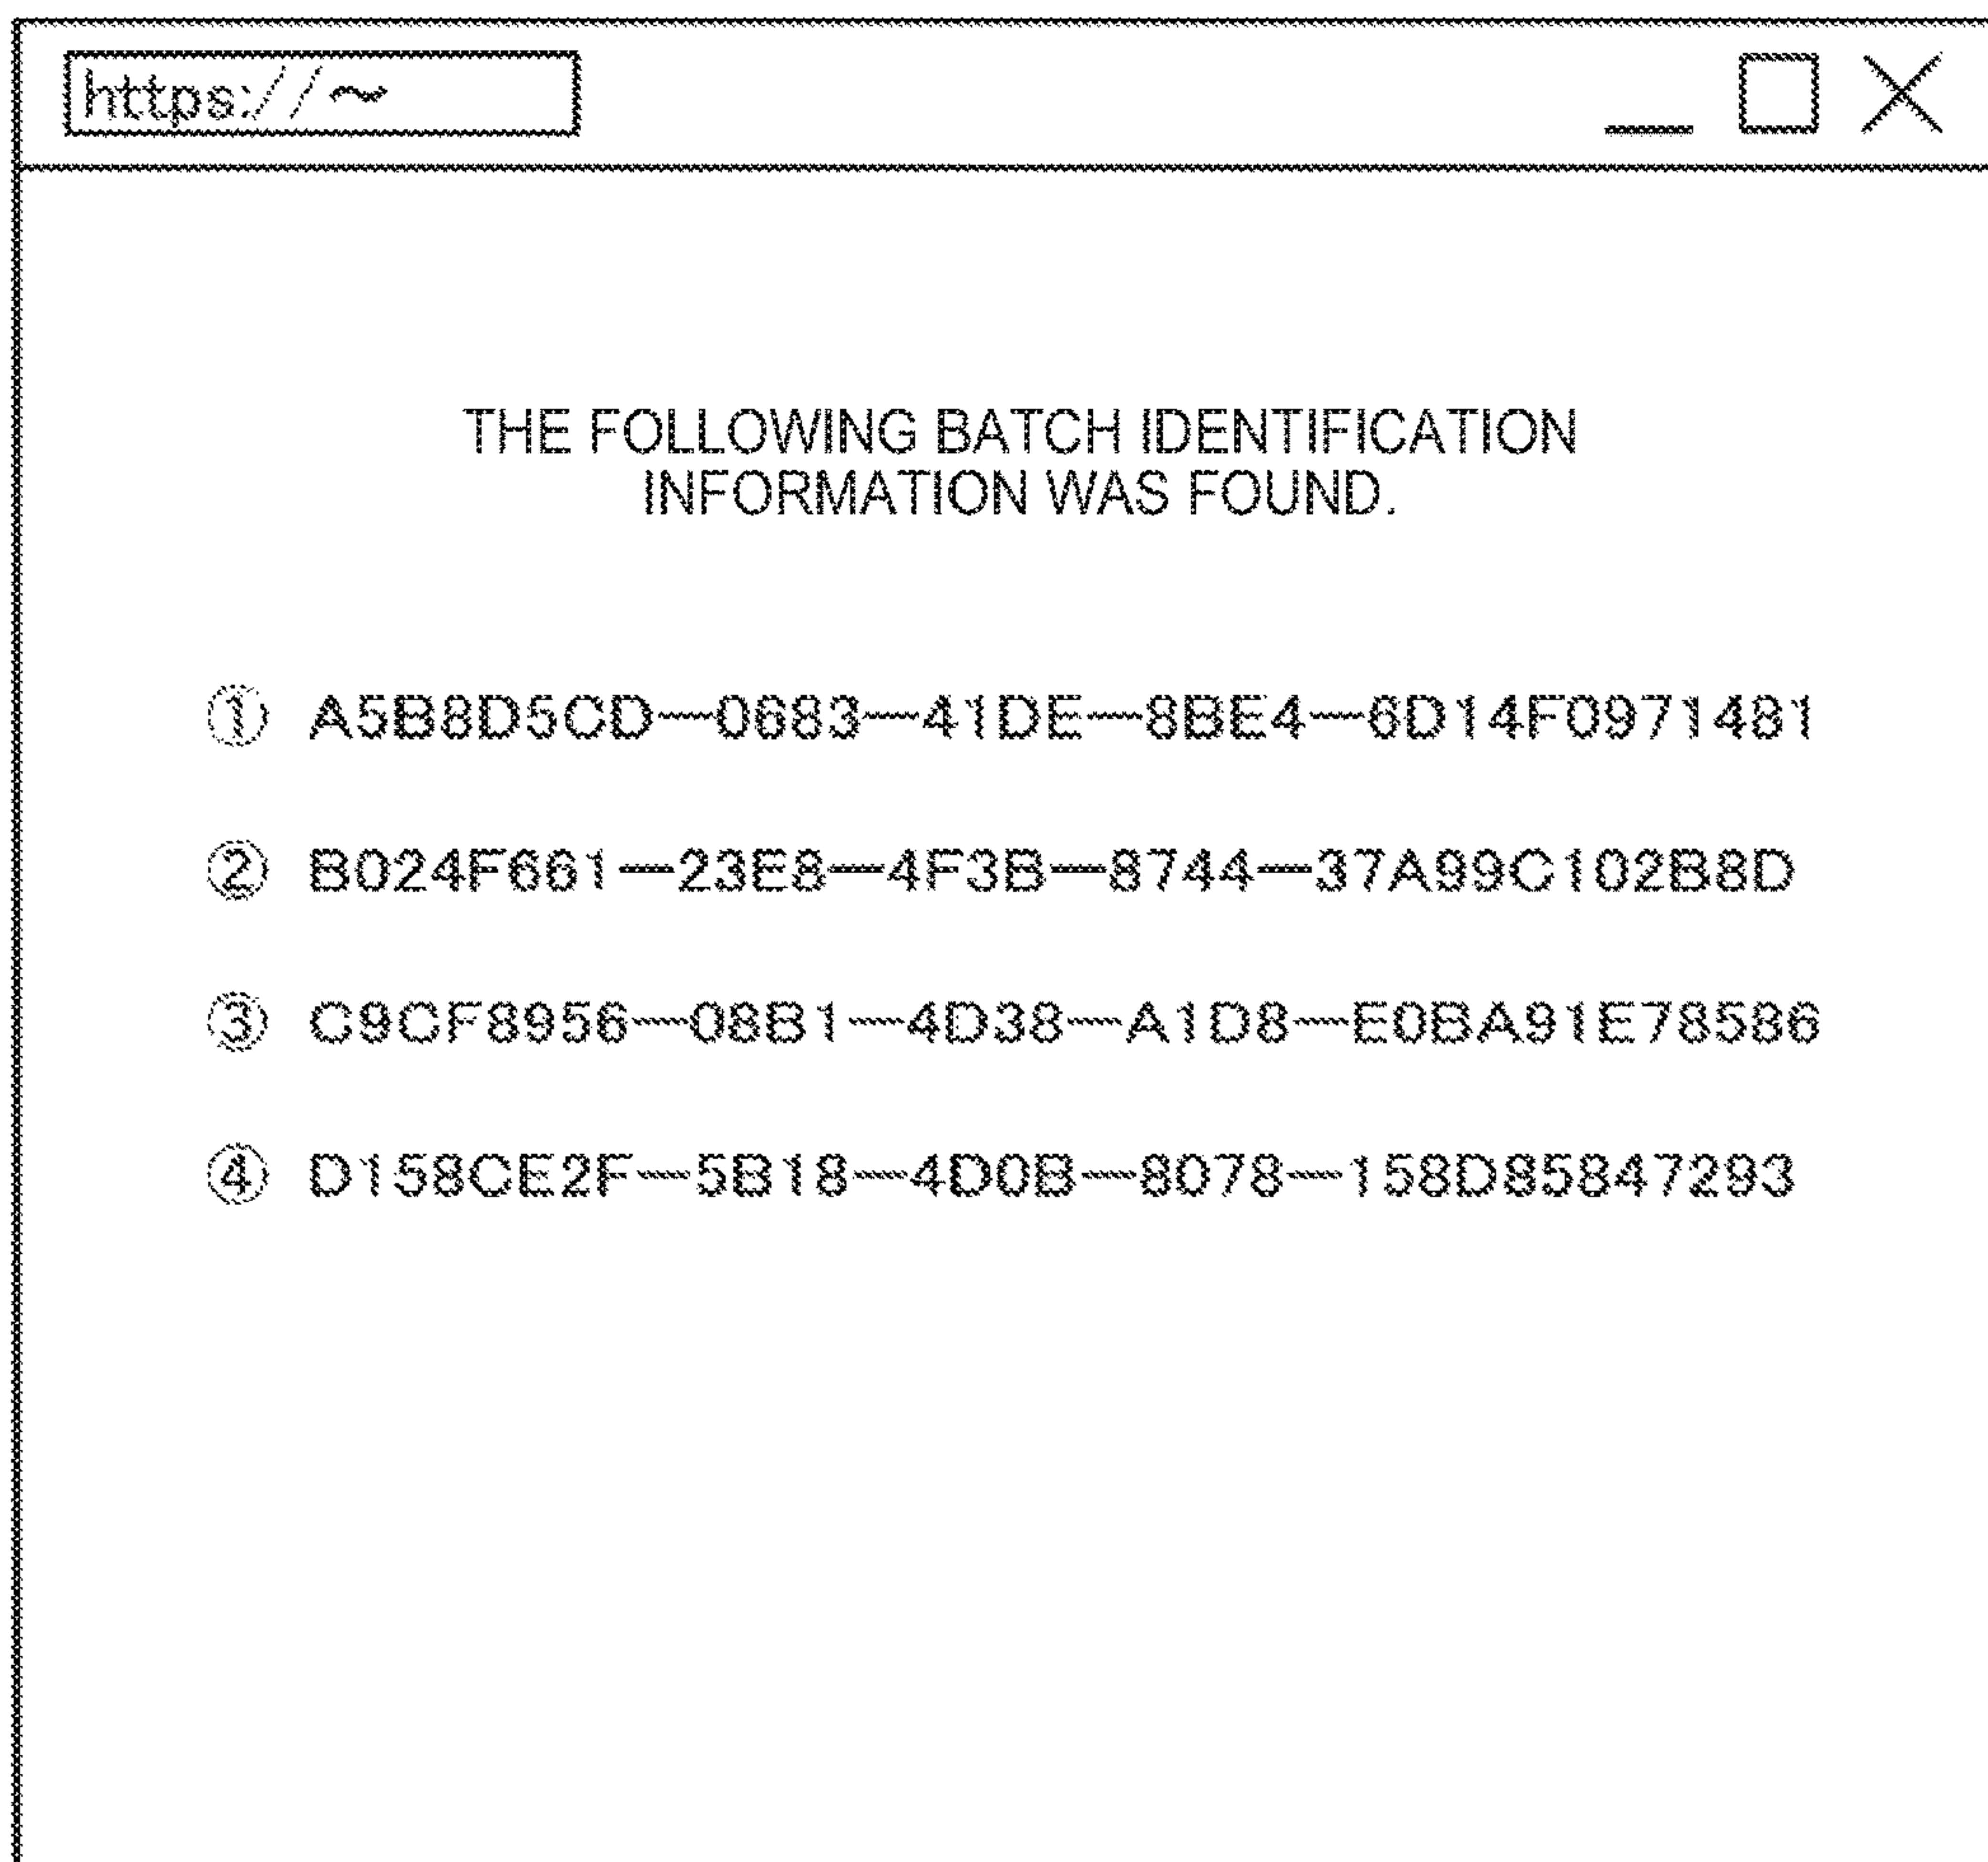 https://～
THE FOLLOWING BATCH IDENTIFICATION
INFORMATION WAS FOUND.
① A5B8D5CD—0683—41DE—8BE4—6D14F0971481
② B024F661—23E8—4F3B—8744—37A99C102B8D
③ C9CF8956—08B1—4D38—A1D8—E0BA91E78586
④ D158CE2F—5B18—4D0B—8078—158D85847293